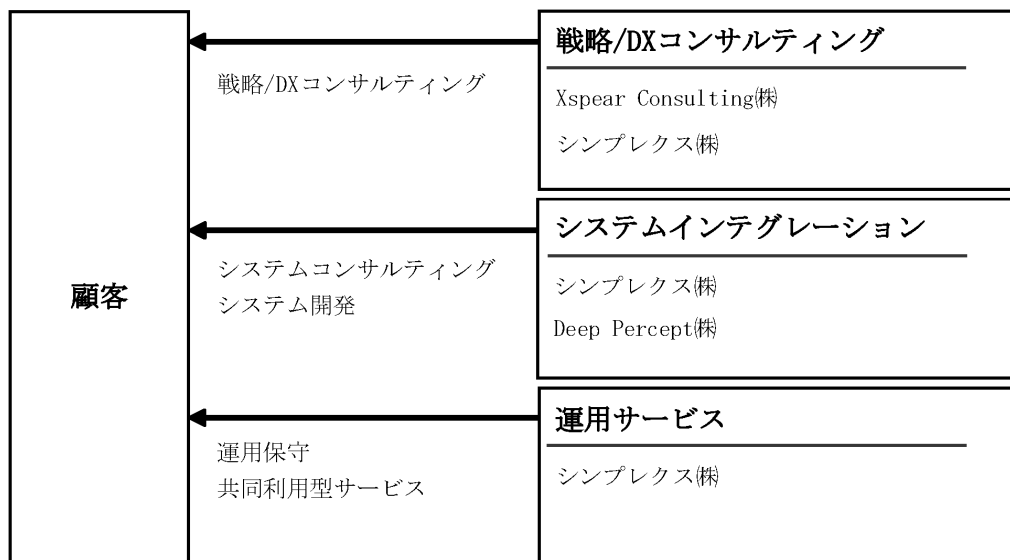 顧客
戦略/DXコンサルティング
戦略/DXコンサルティング
Xspear Consulting㈱
シンプレクス㈱
システムコンサルティング
システム開発
システムインテグレーション
シンプレクス㈱
Deep Percept㈱
運用保守
共同利用型サービス
運用サービス
シンプレクス㈱